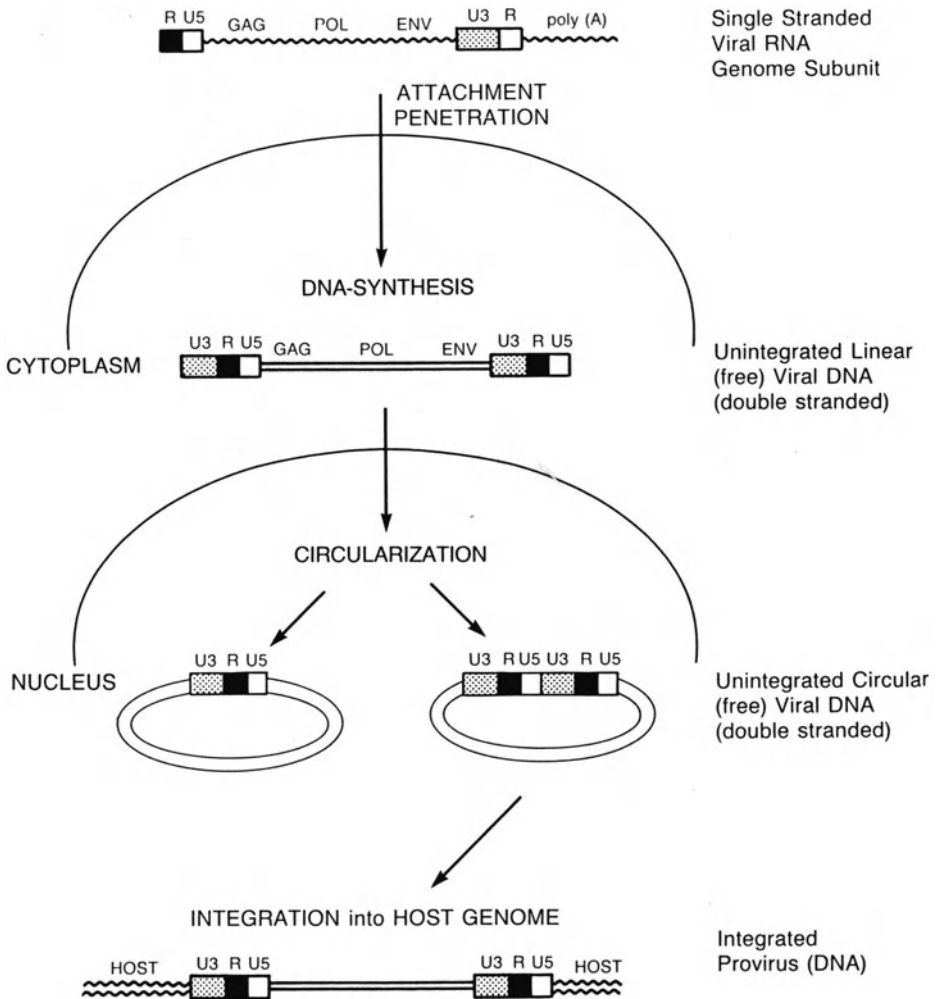 R U5 GAG POL ENV U3 R poly (A)
Single Stranded
Viral RNA
Genome Subunit
ATTACHMENT
PENETRATION
DNA-SYNTHESIS
CYTOPLASM
U3 R U5 GAG POL ENV U3 R U5
Unintegrated Linear
(free) Viral DNA
(double stranded)
CIRCULARIZATION
NUCLEUS
U3 R U5
U3 R U5 U3 R U5
Unintegrated Circular
(free) Viral DNA
(double stranded)
INTEGRATION into HOST GENOME
HOST U3 R U5 U3 R U5 HOST
Integrated
Provirus (DNA)